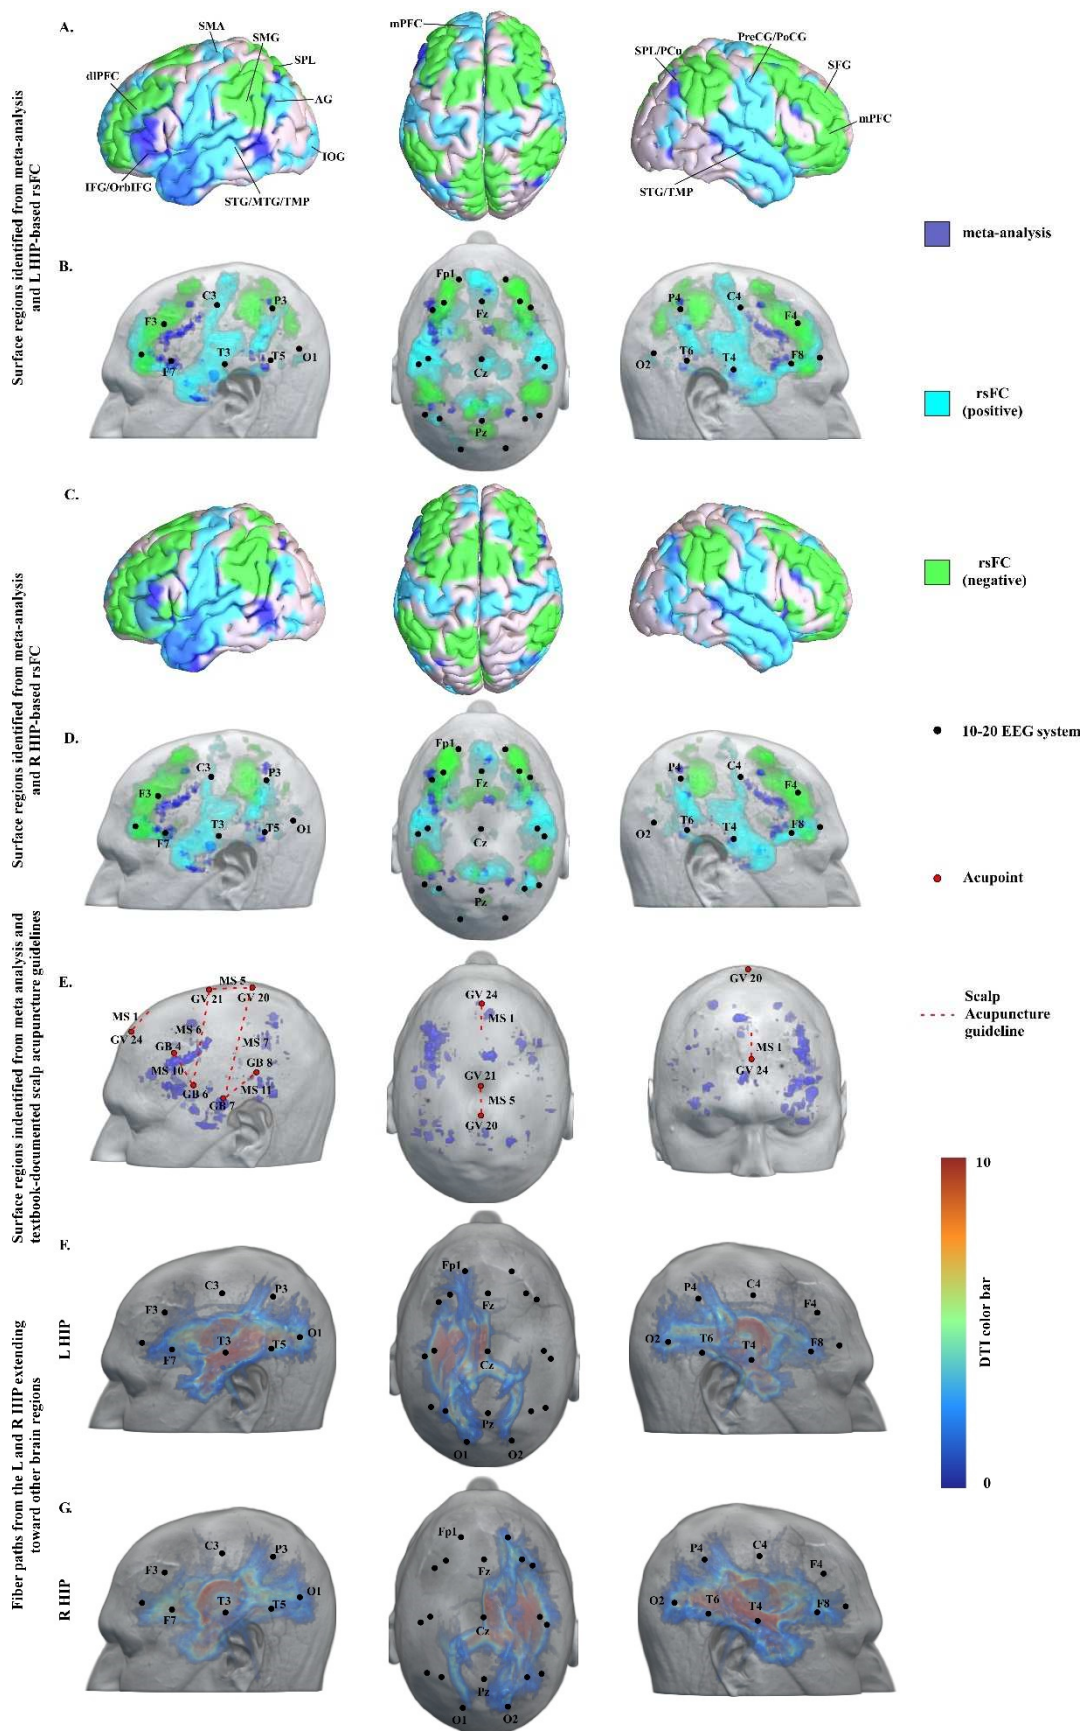 A.
SMA
SMG
SPL
dlPFC
AG
IOG
IFG/OrbIFG
STG/MTG/TMP
mPFC
SPL/PCu
PreCG/PoCG
SFG
mPFC
STG/TMP
Surface regions identified from meta-analysis
and L HIP-based rsFC
meta-analysis
B.
C3
P3
F3
F7
T3
T5
O1
Fp1
Fz
Cz
Pz
P4
C4
F4
O2
T6
T4
F8
rsFC
(positive)
C.
rsFC
(negative)
Surface regions identified from meta-analysis
and R HIP-based rsFC
D.
C3
P3
F3
F7
T3
T5
O1
Fp1
Fz
Cz
Pz
P4
C4
F4
O2
T6
T4
F8
10-20 EEG system
Acupoint
Surface regions indentified from meta analysis and
textbook-documented scalp acupuncture guidelines
E.
MS 5
GV 21
GV 20
MS 1
GV 24
MS 6
GB 4
MS 7
MS 10
GB 8
GB 6
MS 11
GB 7
GV 24
MS 1
GV 21
MS 5
GV 20
GV 20
MS 1
GV 24
Scalp
Acupuncture
guideline
Fiber paths from the L and R HIP extending
toward other brain regions
L HIP
F.
C3
P3
F3
F7
T3
T5
O1
Fp1
Fz
Cz
Pz
O1
O2
P4
C4
F4
O2
T6
T4
F8
10
DTI color bar
0
R HIP
G.
C3
P3
F3
F7
T3
T5
O1
Fp1
Fz
Cz
Pz
O1
O2
P4
C4
F4
O2
T6
T4
F8